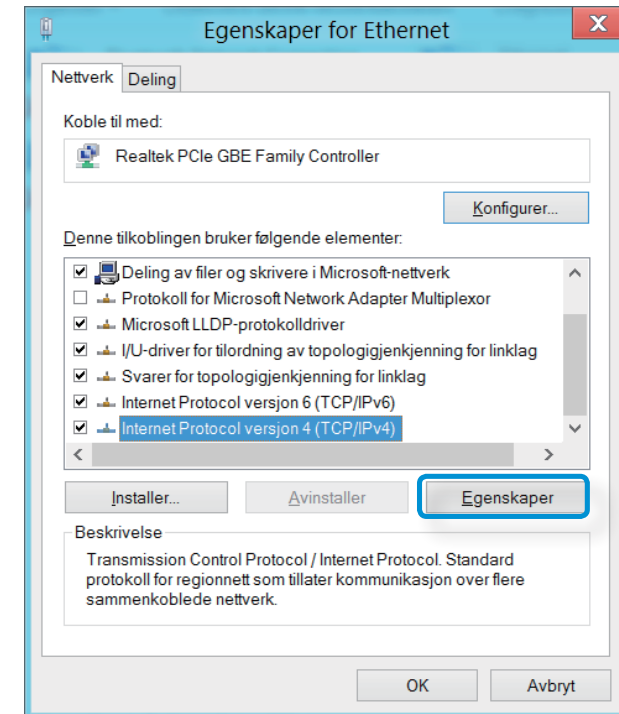 Egenskaper for Ethernet
X
Nettverk Deling
Koble til med:
Realtek PCIe GBE Family Controller
Konfigurer...
Denne tilkoblingen bruker følgende elementer:
Deling av filer og skrivere i Microsoft-nettverk
Protokoll for Microsoft Network Adapter Multiplexor
Microsoft LLDP-protokolldriver
I/U-driver for tilordning av topologigjenkjenning for linklag
Svarer for topologigjenkjenning for linklag
Internet Protocol versjon 6 (TCP/IPv6)
Internet Protocol versjon 4 (TCP/IPv4)
Installer... Avinstaller Egenskaper
Beskrivelse
Transmission Control Protocol / Internet Protocol. Standard
protokoll for regionnett som tillater kommunikasjon over flere
sammenkoblede nettverk.
OK Avbryt